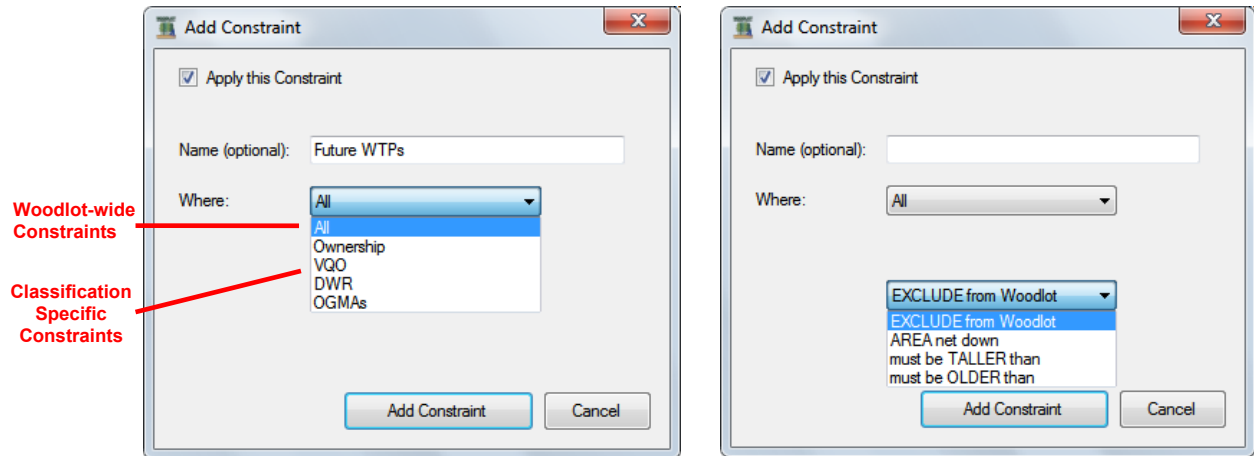 Add Constraint
Apply this Constraint
Name (optional): Future WTPs
Where: All
All
Ownership
VQO
DWR
OGMAs
Add Constraint Cancel
Woodlot-wide
Constraints
Classification
Specific
Constraints
Add Constraint
Apply this Constraint
Name (optional):
Where: All
EXCLUDE from Woodlot
EXCLUDE from Woodlot
AREA net down
must be TALLER than
must be OLDER than
Add Constraint Cancel